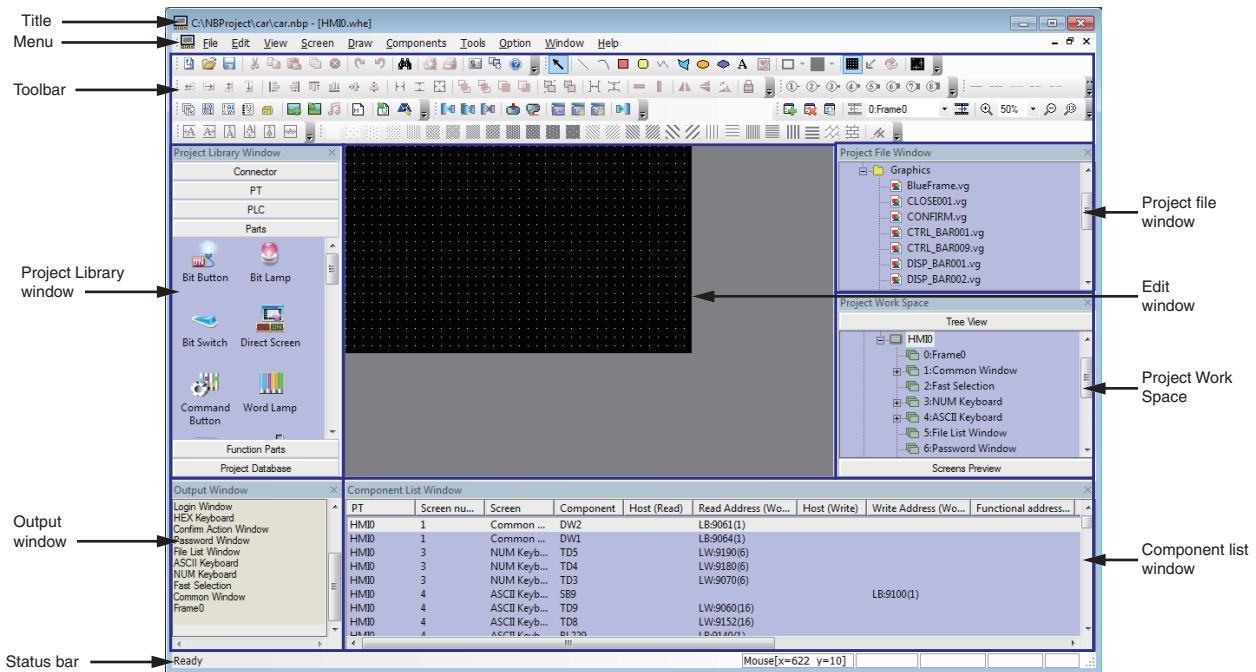 Title
C:\NBProject\car\car.nbp - [HMI0.whe]
Menu
File Edit View Screen Draw Components Tools Option Window Help
Toolbar
0:Frame0
50%
Project Library Window
Connector
PT
PLC
Parts
Bit Button Bit Lamp
Bit Switch Direct Screen
Command Button Word Lamp
Function Parts
Project Database
Project Library
window
Project File Window
Graphics
BlueFrame.vg
CLOSE001.vg
CONFIRM.vg
CTRL_BAR001.vg
CTRL_BAR009.vg
DISP_BAR001.vg
DISP_BAR002.vg
Project file
window
Edit
window
Project Work Space
Tree View
HMI0
0:Frame0
1:Common Window
2:Fast Selection
3:NUM Keyboard
4:ASCII Keyboard
5:File List Window
6:Password Window
Screens Preview
Project Work
Space
Output Window
Login Window
HEX Keyboard
Confirm Action Window
Password Window
File List Window
ASCII Keyboard
NUM Keyboard
Fast Selection
Common Window
Frame0
Output
window
Component List Window
PT Screen nu... Screen Component Host (Read) Read Address (Wo... Host (Write) Write Address (Wo... Functional address...
HMI0 1 Common ... DW2 LB:9061(1)
HMI0 1 Common ... DW1 LB:9064(1)
HMI0 3 NUM Keyb... TD5 LW:9190(6)
HMI0 3 NUM Keyb... TD4 LW:9180(6)
HMI0 3 NUM Keyb... TD3 LW:9070(6)
HMI0 4 ASCII Keyb... SB9 LB:9100(1)
HMI0 4 ASCII Keyb... TD9 LW:9060(16)
HMI0 4 ASCII Keyb... TD8 LW:9152(16)
Component list
window
Status bar
Ready
Mouse[x=622 y=10]